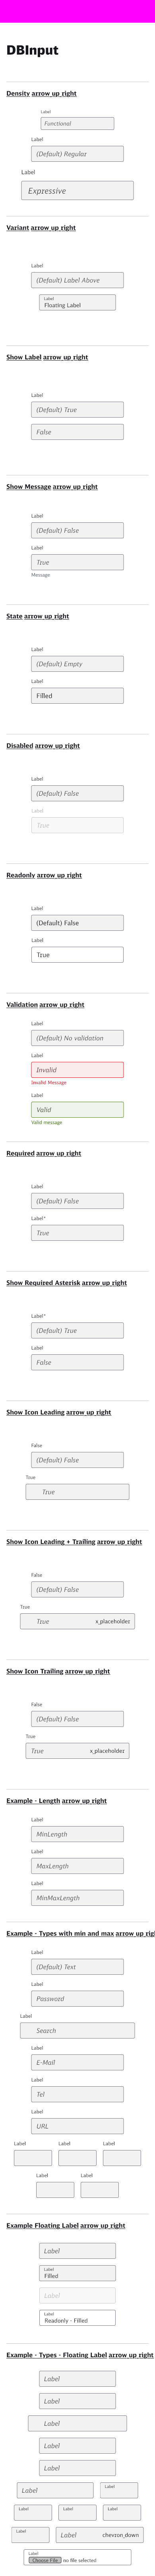 DBInput
Density arrow up right
Label
Functional
Label
(Default) Regular
Label
Expressive
Variant arrow up right
Label
(Default) Label Above
Label
Floating Label
Show Label arrow up right
Label
(Default) True
False
Show Message arrow up right
Label
(Default) False
Label
True
Message
State arrow up right
Label
(Default) Empty
Label
Filled
Disabled arrow up right
Label
(Default) False
Label
True
Readonly arrow up right
Label
(Default) False
Label
True
Validation arrow up right
Label
(Default) No validation
Label
Invalid
Invalid Message
Label
Valid
Valid message
Required arrow up right
Label
(Default) False
Label*
True
Show Required Asterisk arrow up right
Label*
(Default) True
Label
False
Show Icon Leading arrow up right
False
(Default) False
True
True
Show Icon Leading + Trailing arrow up right
False
(Default) False
True
True x_placeholder
Show Icon Trailing arrow up right
False
(Default) False
True
True x_placeholder
Example - Length arrow up right
Label
MinLength
Label
MaxLength
Label
MinMaxLength
Example - Types with min and max arrow up rig
Label
(Default) Text
Label
Password
Label
Search
Label
E-Mail
Label
Tel
Label
URL
Label Label Label
Label Label
Example Floating Label arrow up right
Label
Label
Filled
Label
Label
Readonly - Filled
Example - Types - Floating Label arrow up right
Label
Label
Label
Label
Label
Label Label
Label Label Label
Label Label chevron_down
Label
Choose File no file selected